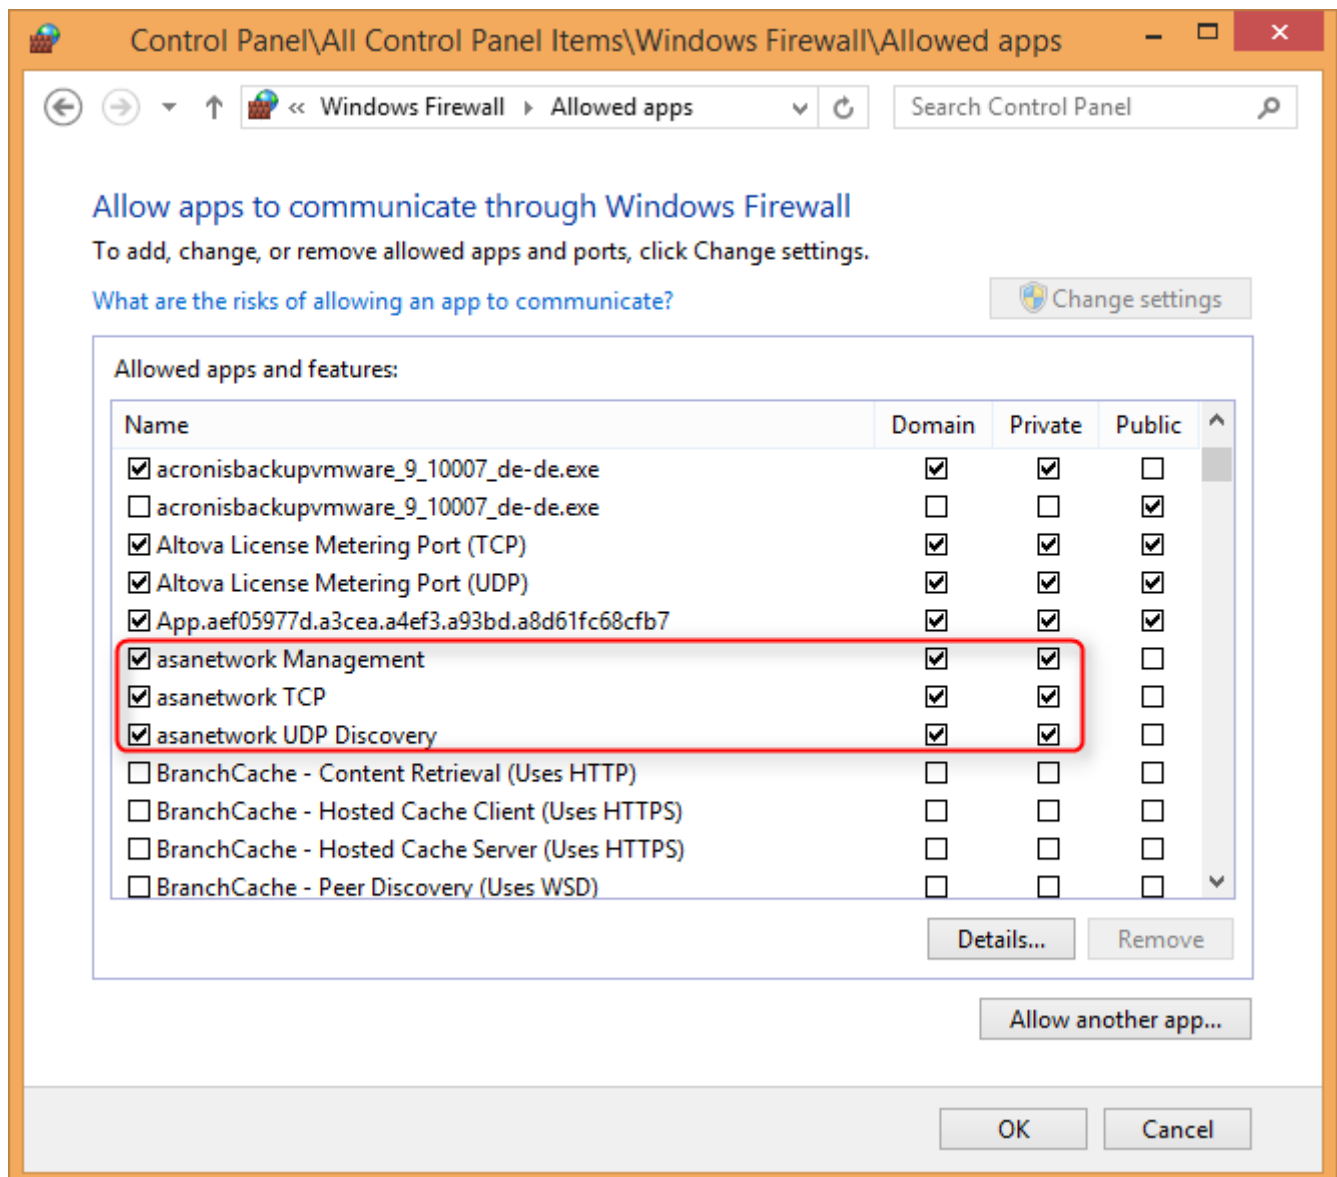 Control Panel\All Control Panel Items\Windows Firewall\Allowed apps
« Windows Firewall Allowed apps Search Control Panel
Allow apps to communicate through Windows Firewall
To add, change, or remove allowed apps and ports, click Change settings.
What are the risks of allowing an app to communicate? Change settings
Allowed apps and features:
Name Domain Private Public
acronisbackupvmware_9_10007_de-de.exe
acronisbackupvmware_9_10007_de-de.exe
Altova License Metering Port (TCP)
Altova License Metering Port (UDP)
App.aef05977d.a3cea.a4ef3.a93bd.a8d61fc68cfb7
asanetwork Management
asanetwork TCP
asanetwork UDP Discovery
BranchCache - Content Retrieval (Uses HTTP)
BranchCache - Hosted Cache Client (Uses HTTPS)
BranchCache - Hosted Cache Server (Uses HTTPS)
BranchCache - Peer Discovery (Uses WSD)
Details... Remove
Allow another app...
OK Cancel